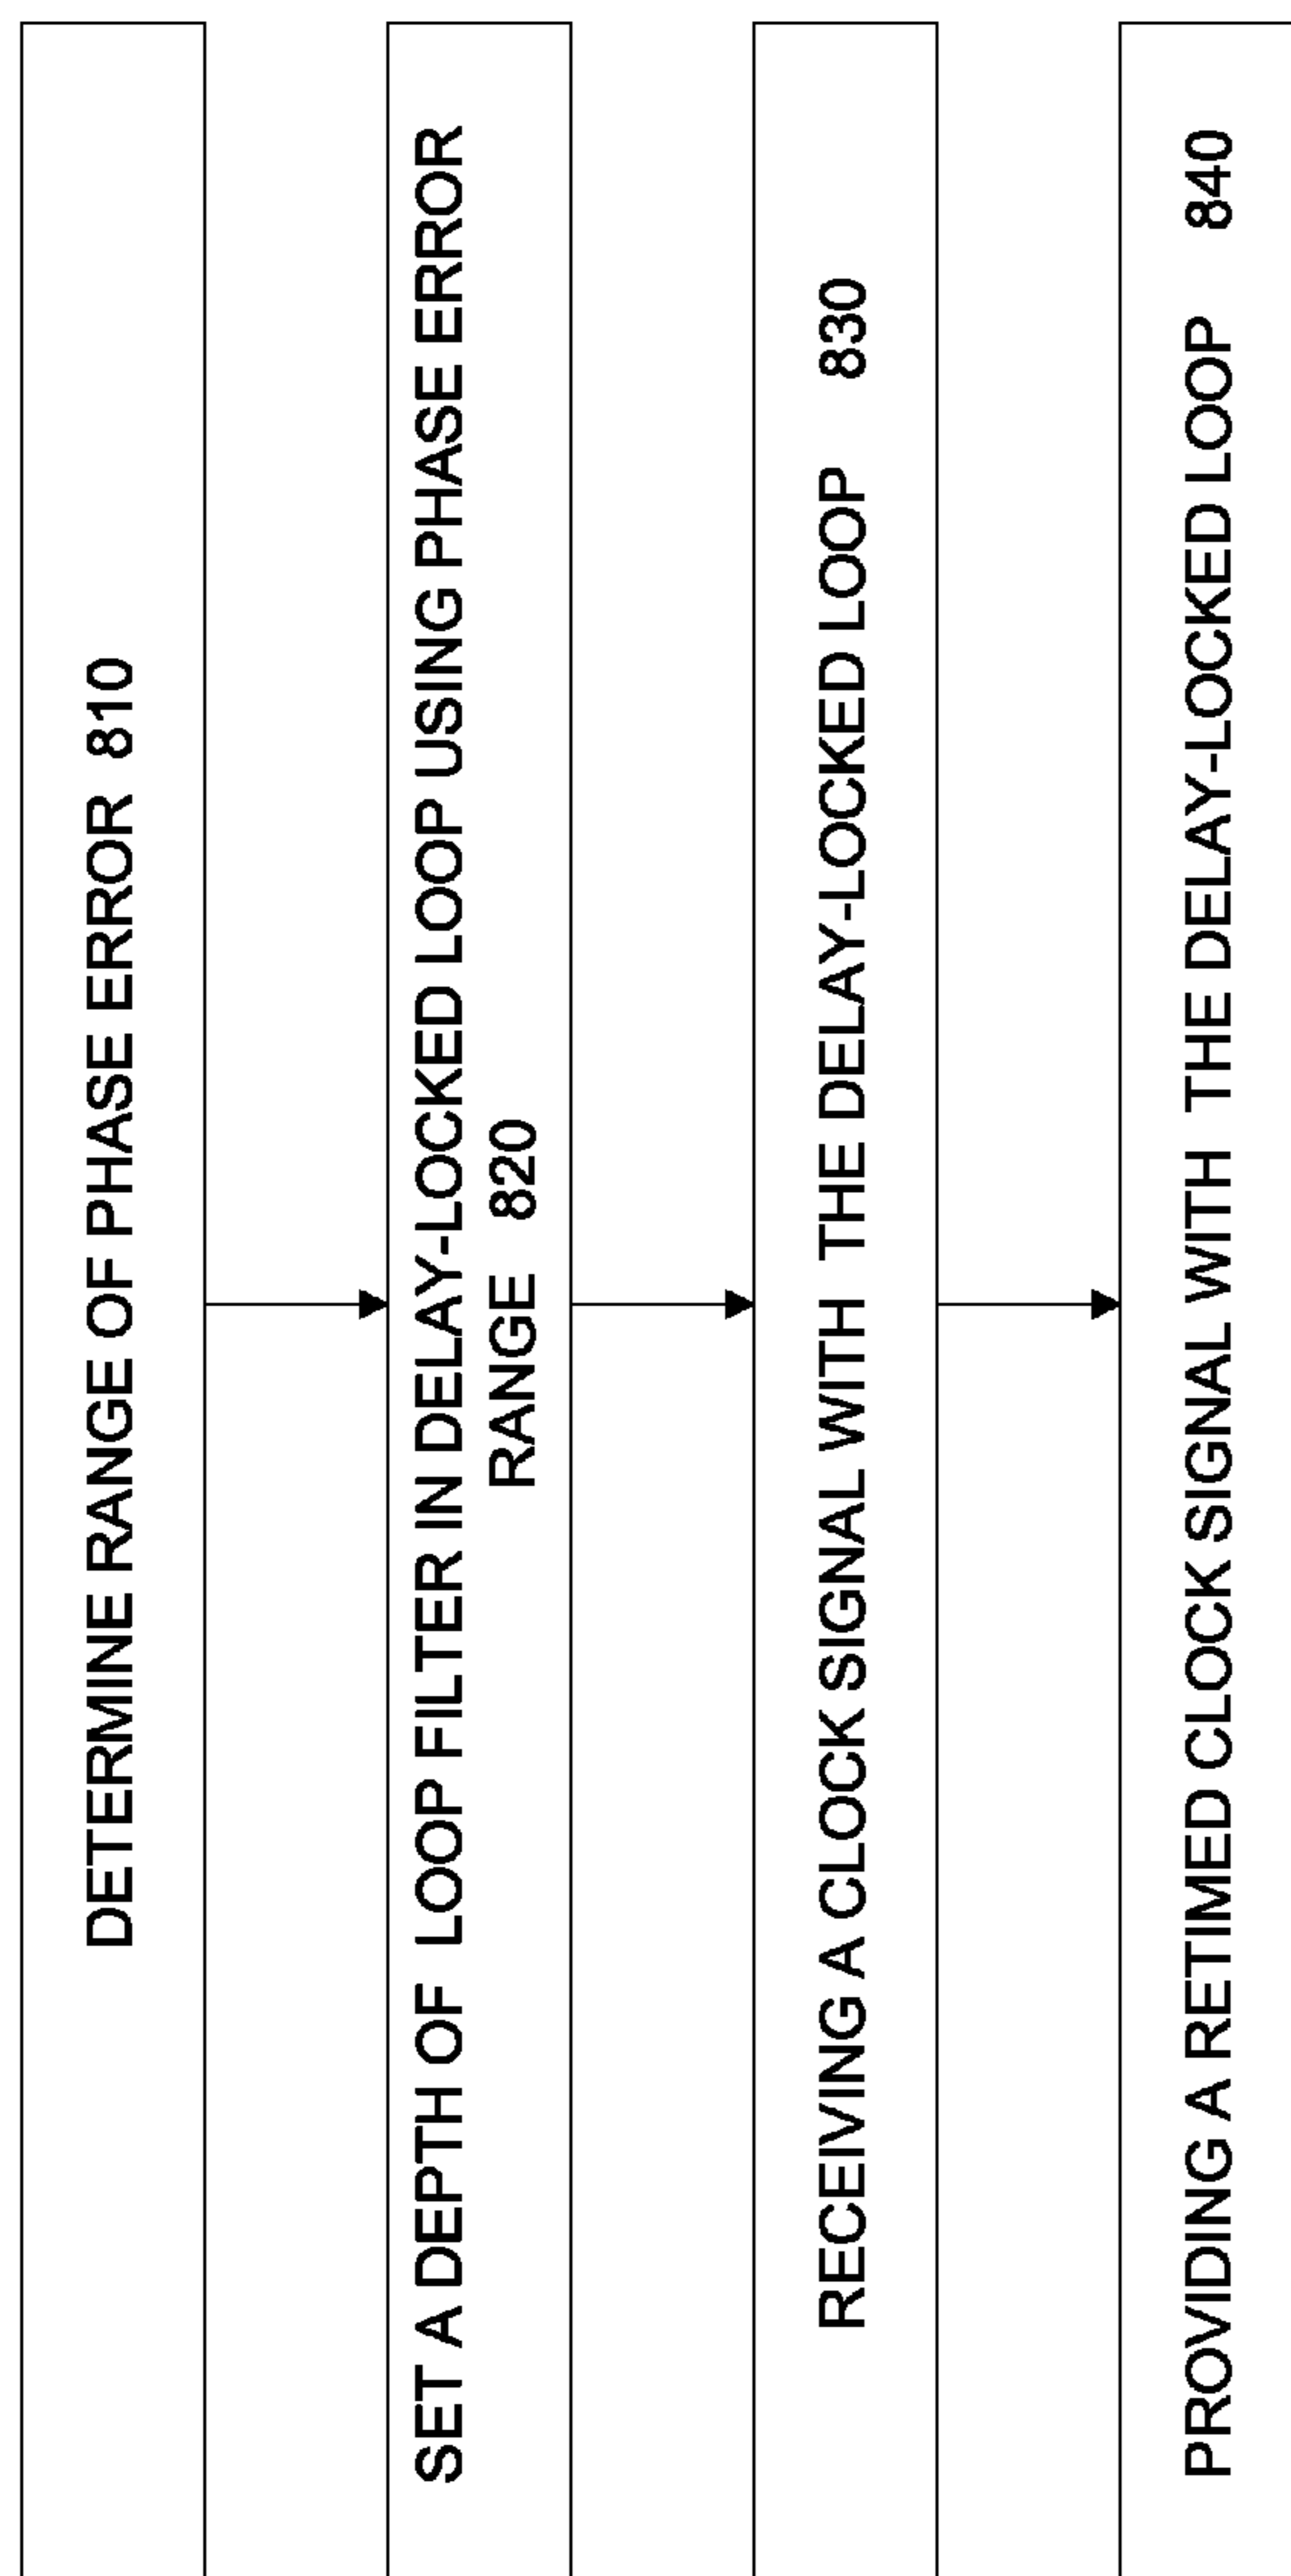 DETERMINE RANGE OF PHASE ERROR 810
SET A DEPTH OF LOOP FILTER IN DELAY-LOCKED LOOP USING PHASE ERROR
RANGE 820
RECEIVING A CLOCK SIGNAL WITH THE DELAY-LOCKED LOOP 830
PROVIDING A RETIMED CLOCK SIGNAL WITH THE DELAY-LOCKED LOOP 840